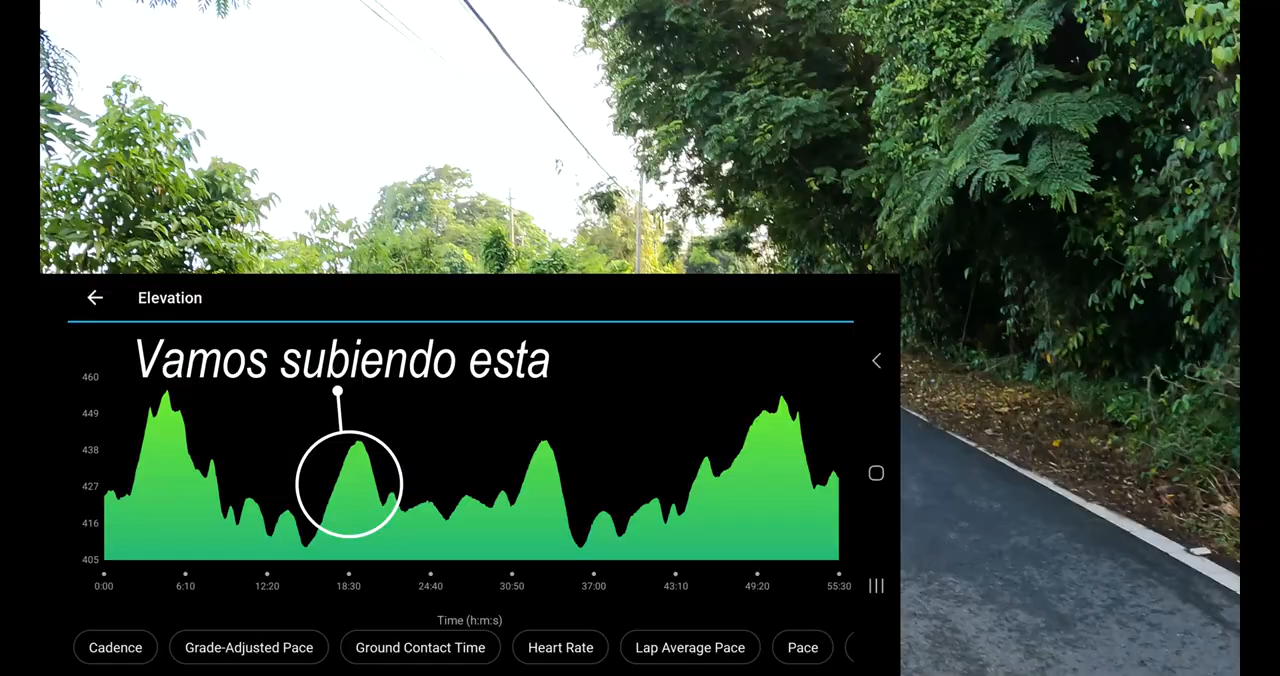 Elevation
Vamos subiendo esta
460
449
438
427
416
405
0:00 6:10 12:20 18:30 24:40 30:50 37:00 43:10 49:20 55:30
Time (h:m:s)
Cadence Grade-Adjusted Pace Ground Contact Time Heart Rate Lap Average Pace Pace